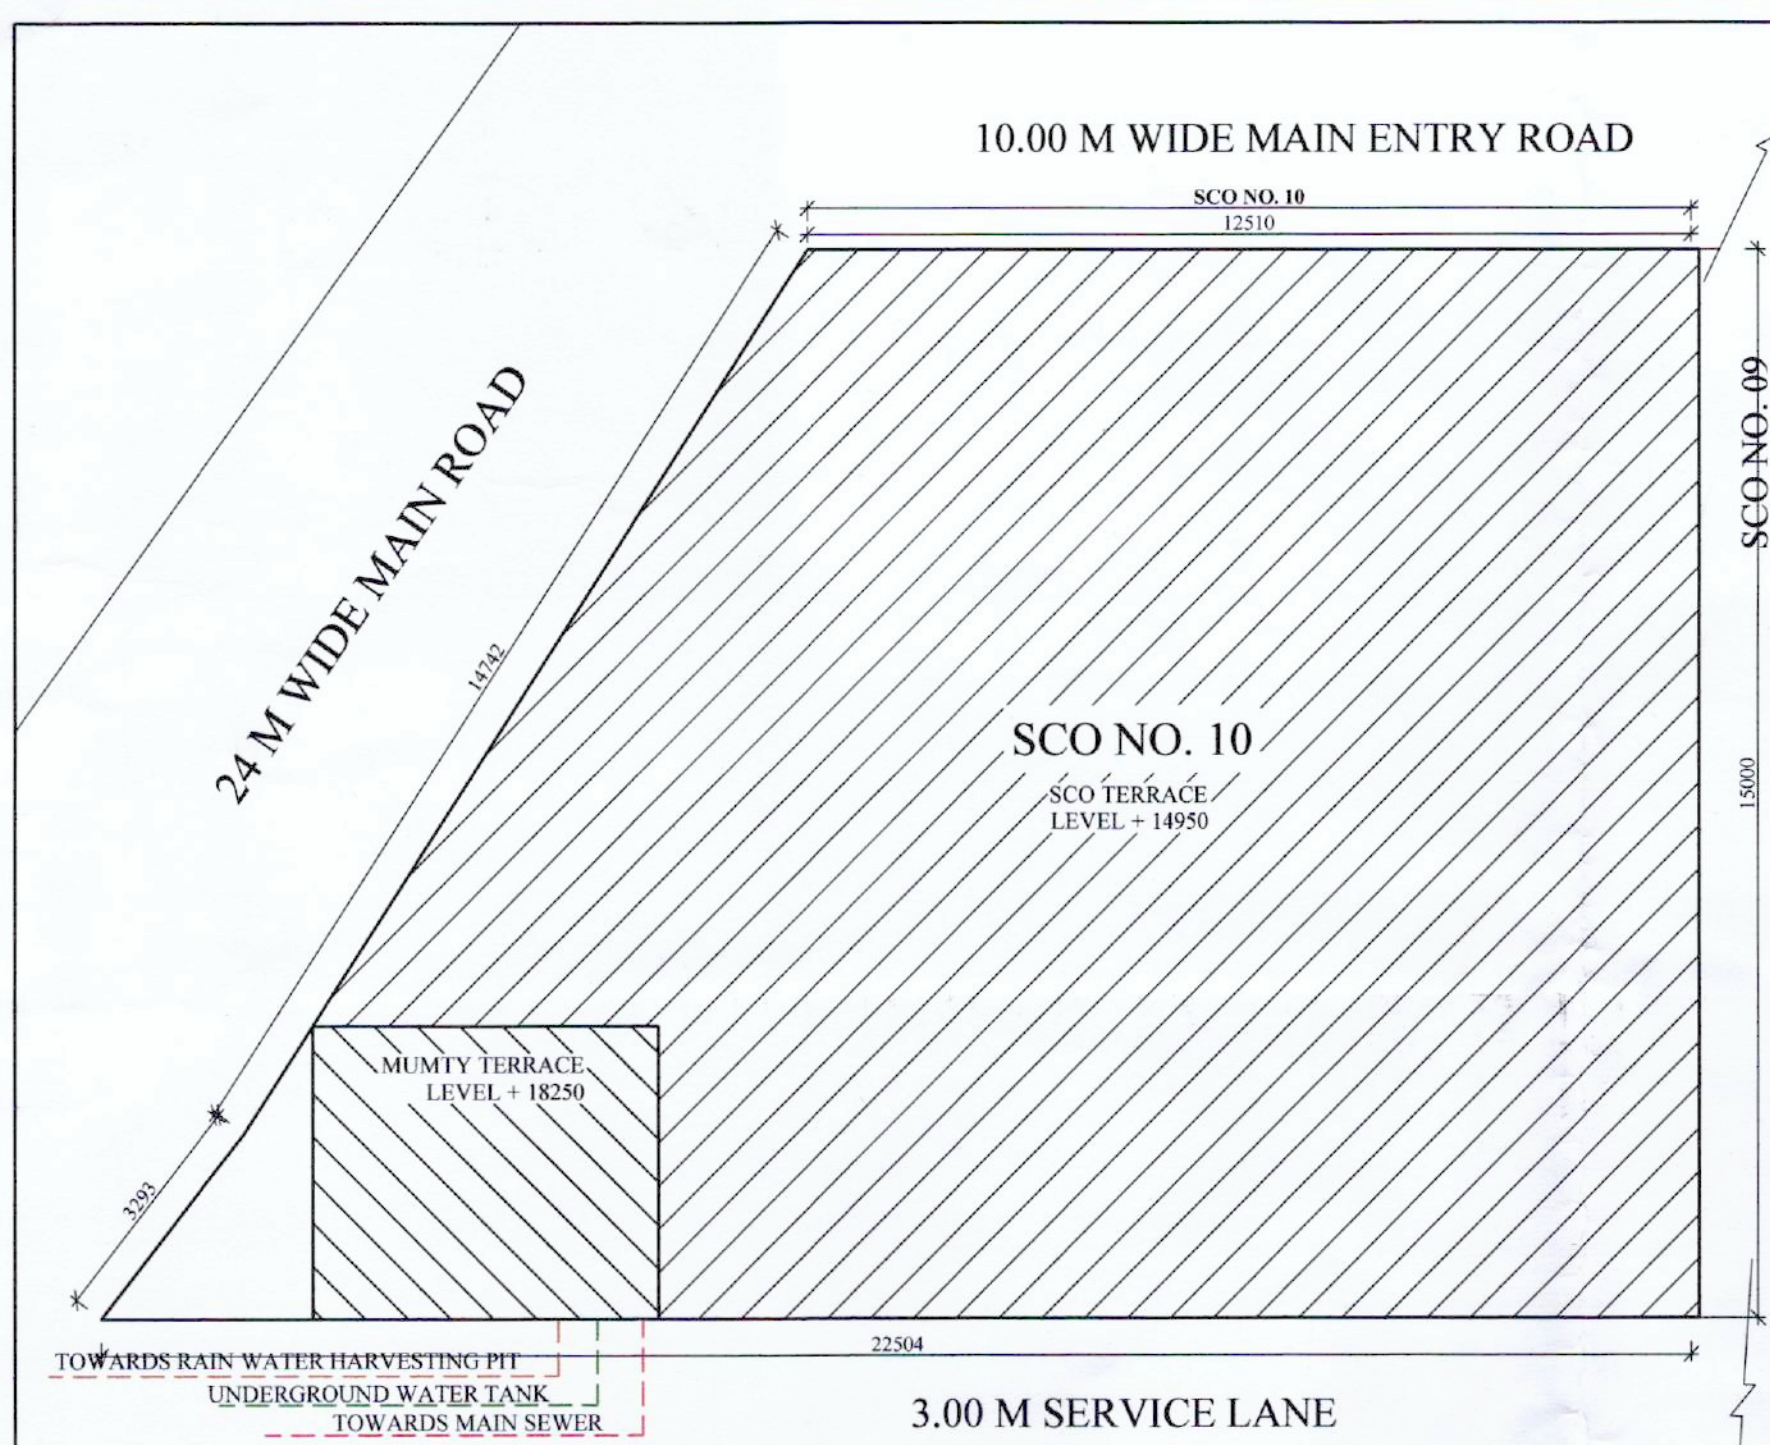 10.00 M WIDE MAIN ENTRY ROAD
SCO NO. 10
12510
24 M WIDE MAIN ROAD
14742
SCO NO. 09
15000
SCO NO. 10
SCO TERRACE
LEVEL + 14950
MUMTY TERRACE
LEVEL + 18250
3293
22504
TOWARDS RAIN WATER HARVESTING PIT
UNDERGROUND WATER TANK
TOWARDS MAIN SEWER
3.00 M SERVICE LANE